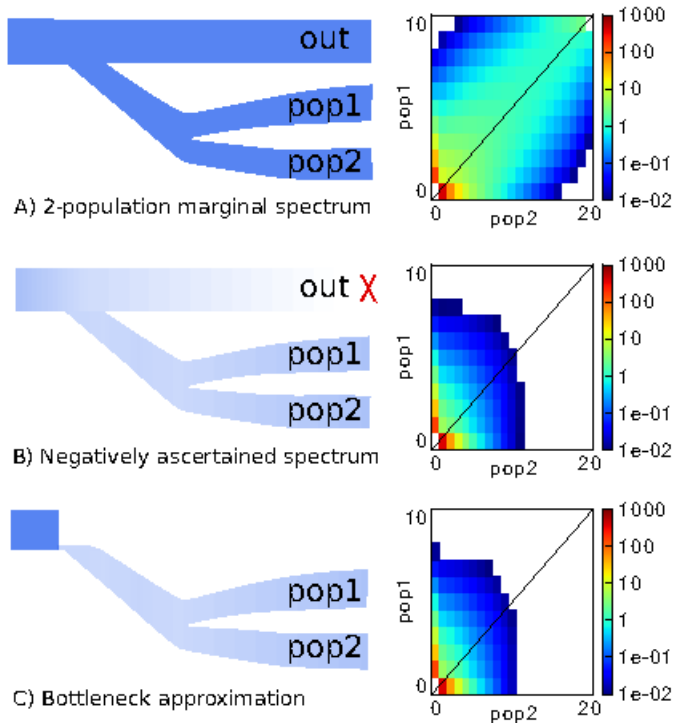 out
pop1
pop2
A) 2-population marginal spectrum
10
pop1
0
0
20
pop2
1000
100
10
1
1e-01
1e-02
out X
pop1
pop2
B) Negatively ascertained spectrum
10
pop1
0
0
20
pop2
1000
100
10
1
1e-01
1e-02
pop1
pop2
C) Bottleneck approximation
10
pop1
0
0
20
pop2
1000
100
10
1
1e-01
1e-02